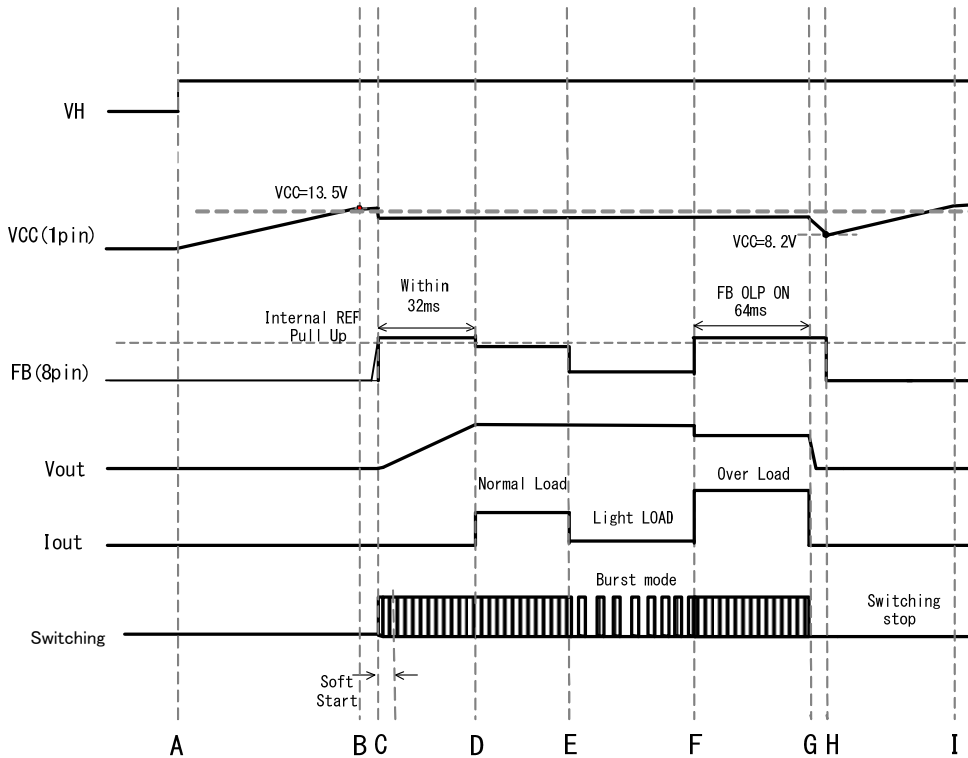 VH
VCC=13.5V
VCC(1pin)
VCC=8.2V
Within
32ms
FB OLP ON
64ms
Internal REF
Pull Up
FB(8pin)
Vout
Normal Load
Over Load
Light LOAD
Iout
Burst mode
Switching
stop
Switching
Soft
Start
A B C D E F G H I